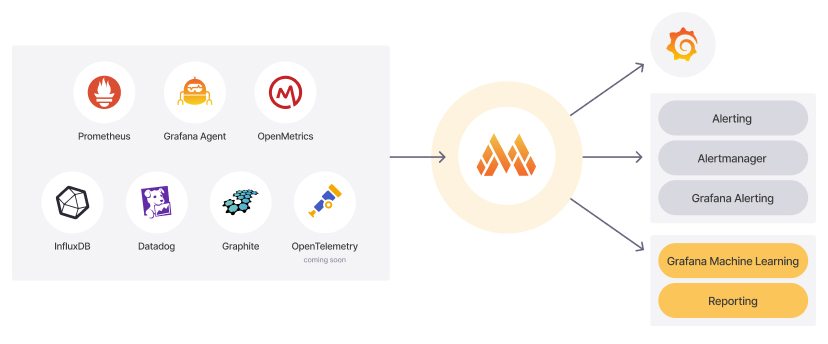 Prometheus
Grafana Agent
OpenMetrics
InfluxDB
Datadog
Graphite
OpenTelemetry
coming soon
Alerting
Alertmanager
Grafana Alerting
Grafana Machine Learning
Reporting